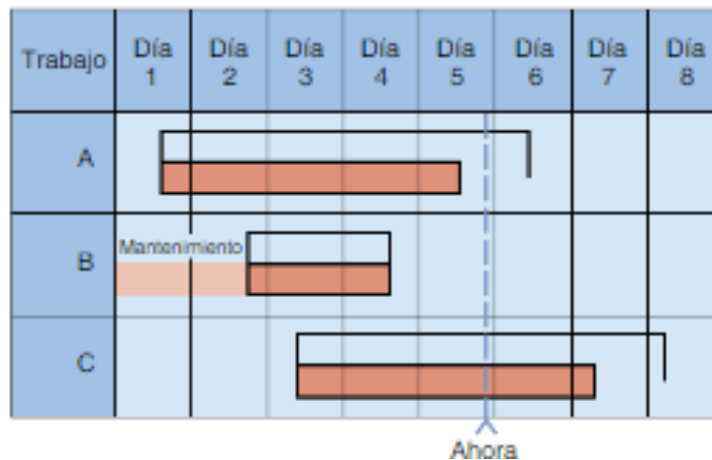 Trabajo
Día 1
Día 2
Día 3
Día 4
Día 5
Día 6
Día 7
Día 8
A
Mantenimiento
B
C
Ahora